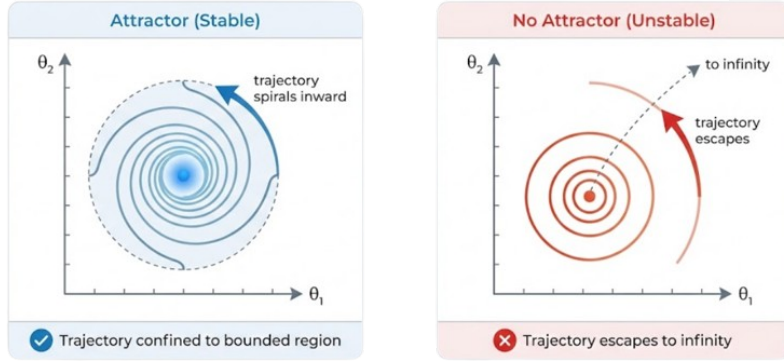 Attractor (Stable)
θ₂
trajectory
spirals inward
θ₁
Trajectory confined to bounded region
No Attractor (Unstable)
θ₂
to infinity
trajectory
escapes
θ₁
Trajectory escapes to infinity